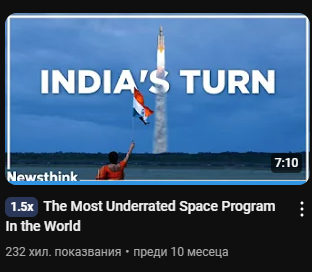 INDIA'S TURN
Newsthink
7:10
1.5x The Most Underrated Space Program
In the World
232 хил. показвания • преди 10 месеца